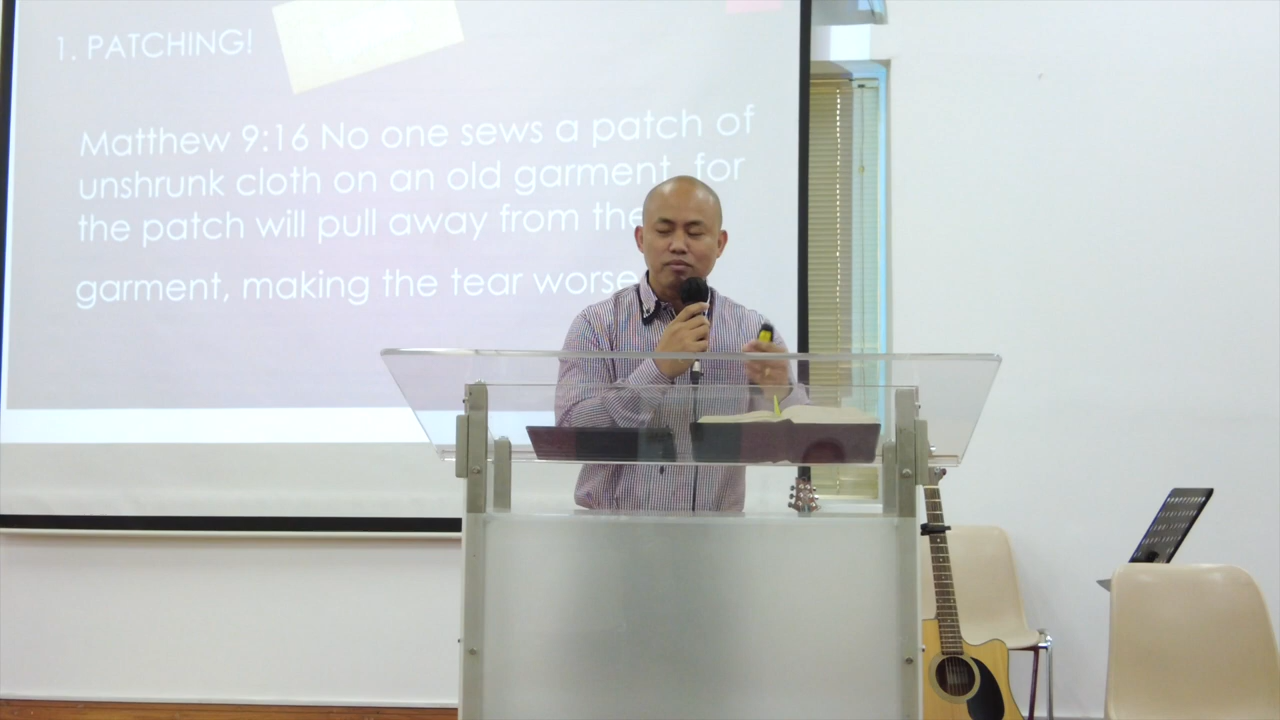 1. PATCHING!
Matthew 9:16 No one sews a patch of
unshrunk cloth on an old garment, for
the patch will pull away from the
garment, making the tear worse